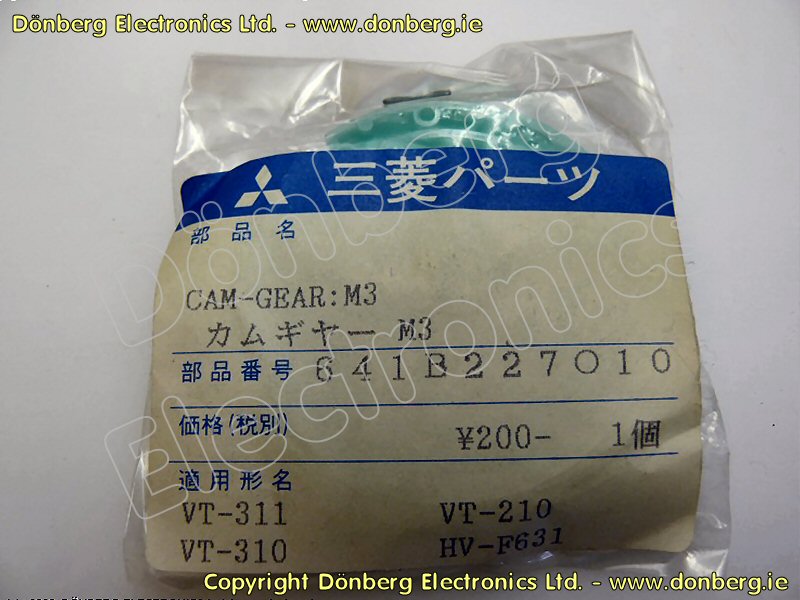 Dönberg Electronics Ltd. - www.donberg.ie
三菱パーツ
部品名
CAM-GEAR:M3
カムギヤー M3
部品番号 641B227010
価格(税別) ¥200- 1個
適用形名
VT-311 VT-210
VT-310 HV-F631
Dönberg
Electronics
Copyright Dönberg Electronics Ltd. - www.donberg.ie